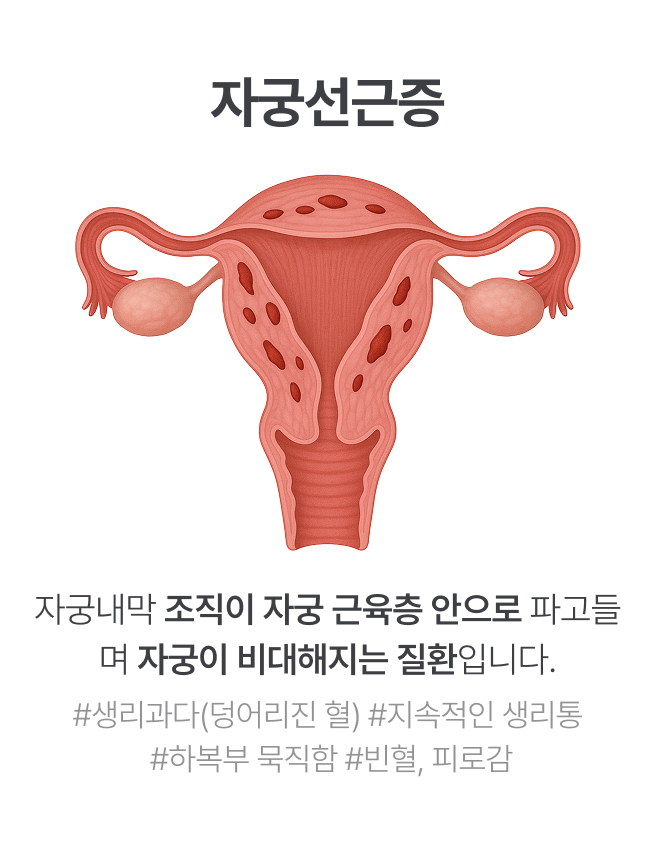 자궁선근증
자궁내막 조직이 자궁 근육층 안으로 파고들
며 자궁이 비대해지는 질환입니다.
#생리과다(덩어리진 혈) #지속적인 생리통
#하복부 묵직함 #빈혈, 피로감